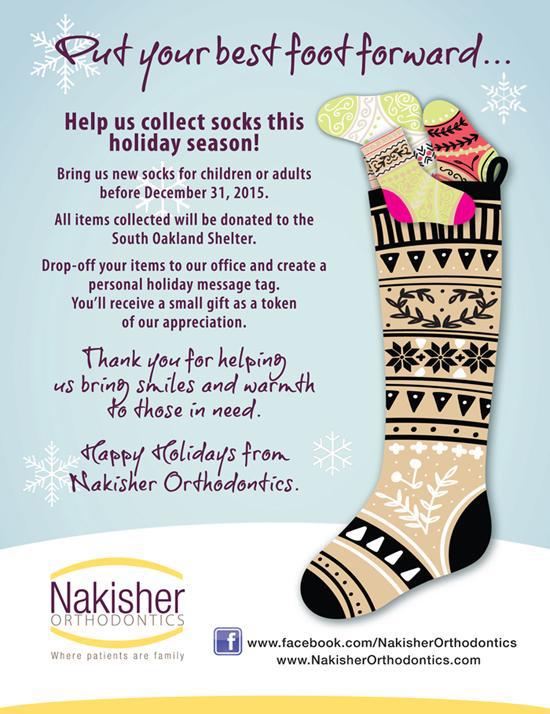 Put your best foot forward...
Help us collect socks this
holiday season!
Bring us new socks for children or adults
before December 31, 2015.
All items collected will be donated to the
South Oakland Shelter.
Drop-off your items to our office and create a
personal holiday message tag.
You'll receive a small gift as a token
of our appreciation.
Thank you for helping
us bring smiles and warmth
to those in need.
Happy Holidays from
Nakisher Orthodontics.
Nakisher
ORTHODONTICS
Where patients are family
f www.facebook.com/NakisherOrthodontics
www.NakisherOrthodontics.com